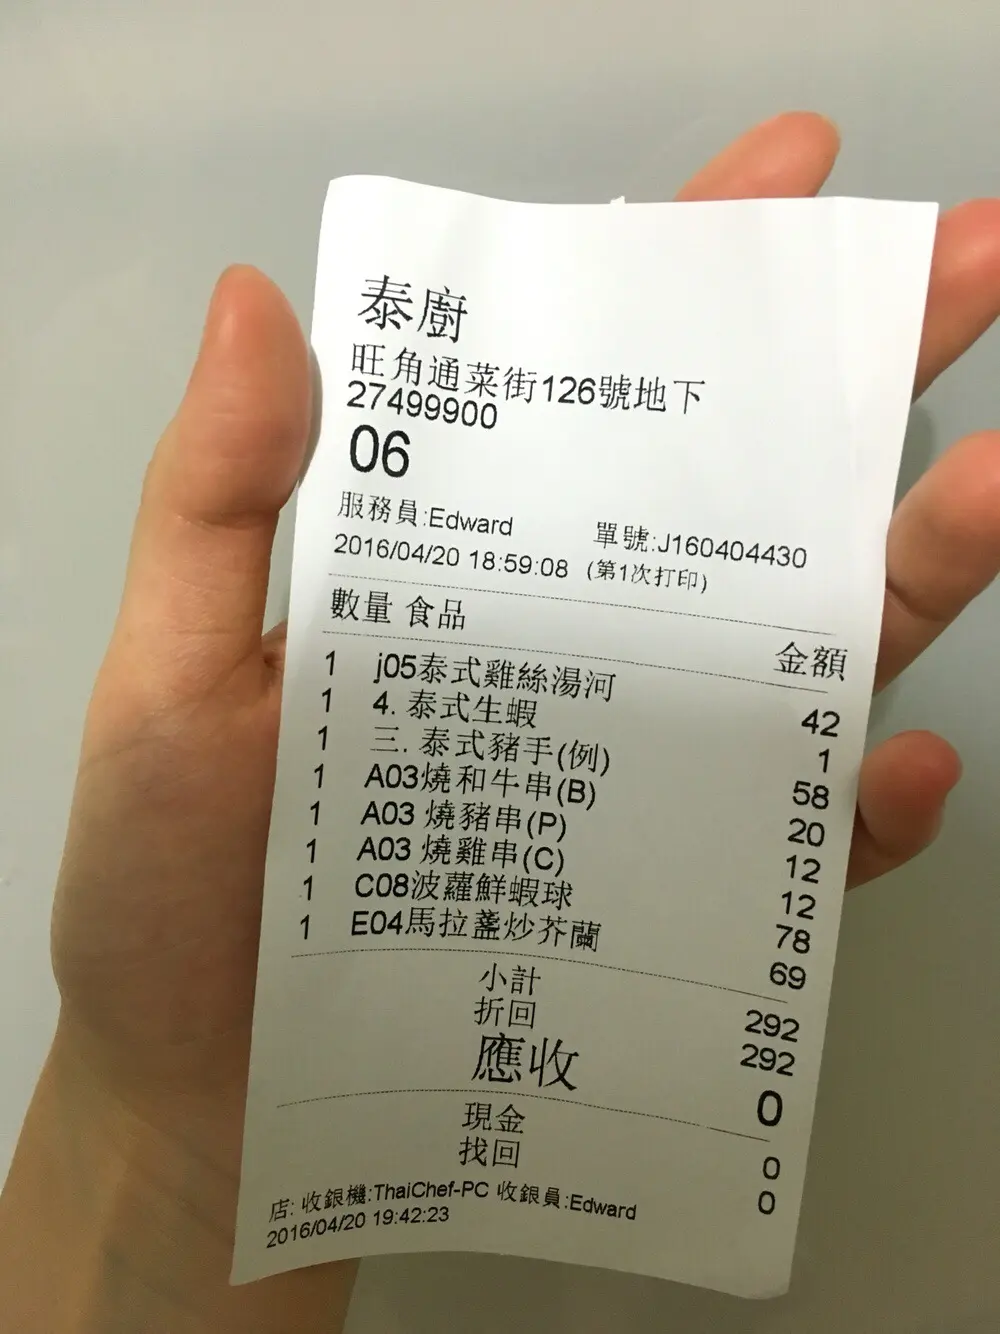 泰廚
旺角通菜街126號地下
27499900
06
服務員:Edward 單號:J160404430
2016/04/20 18:59:08 (第1次打印)
數量 食品 金額
1 j05泰式雞絲湯河 42
1 4. 泰式生蝦 1
1 三. 泰式豬手(例) 58
1 A03燒和牛串(B) 20
1 A03 燒豬串(P) 12
1 A03 燒雞串(C) 12
1 C08波蘿鮮蝦球 78
1 E04馬拉盞炒芥蘭 69
小計 292
折回 292
應收 0
現金 0
找回 0
店: 收銀機:ThaiChef-PC 收銀員:Edward
2016/04/20 19:42:23